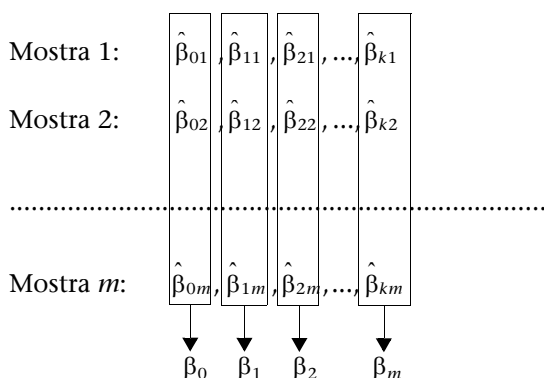 Mostra 1: β̂₀₁, β̂₁₁, β̂₂₁, ..., β̂ₖ₁
Mostra 2: β̂₀₂, β̂₁₂, β̂₂₂, ..., β̂ₖ₂
Mostra m: β̂₀ₘ, β̂₁ₘ, β̂₂ₘ, ..., β̂ₖₘ
β₀ β₁ β₂ βₘ